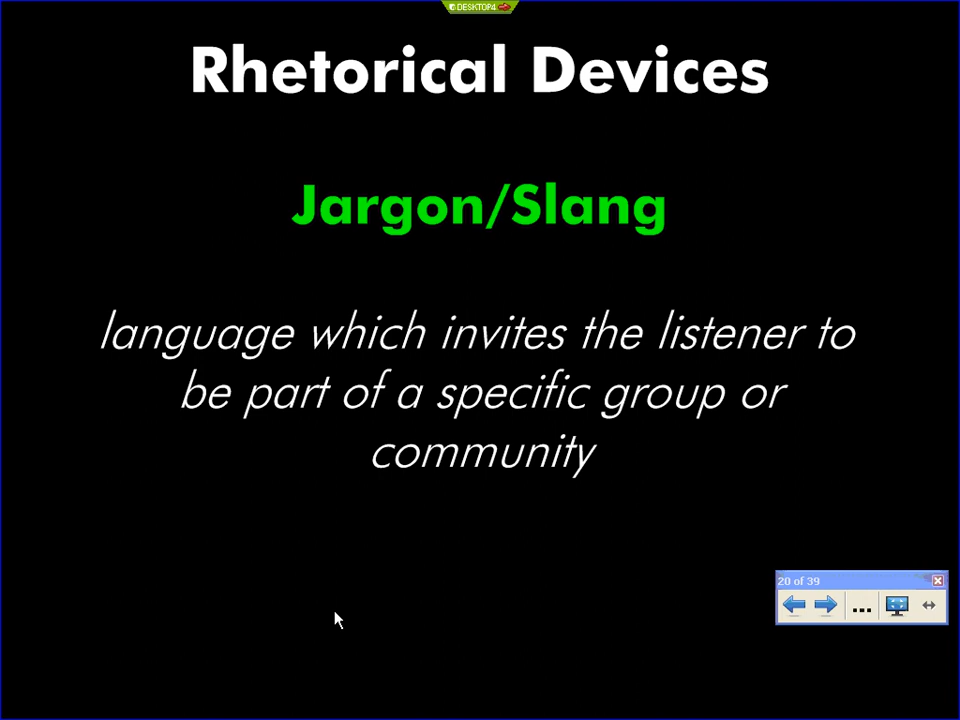 DESKTOP4
Rhetorical Devices
Jargon/Slang
language which invites the listener to
be part of a specific group or
community
20 of 39
...